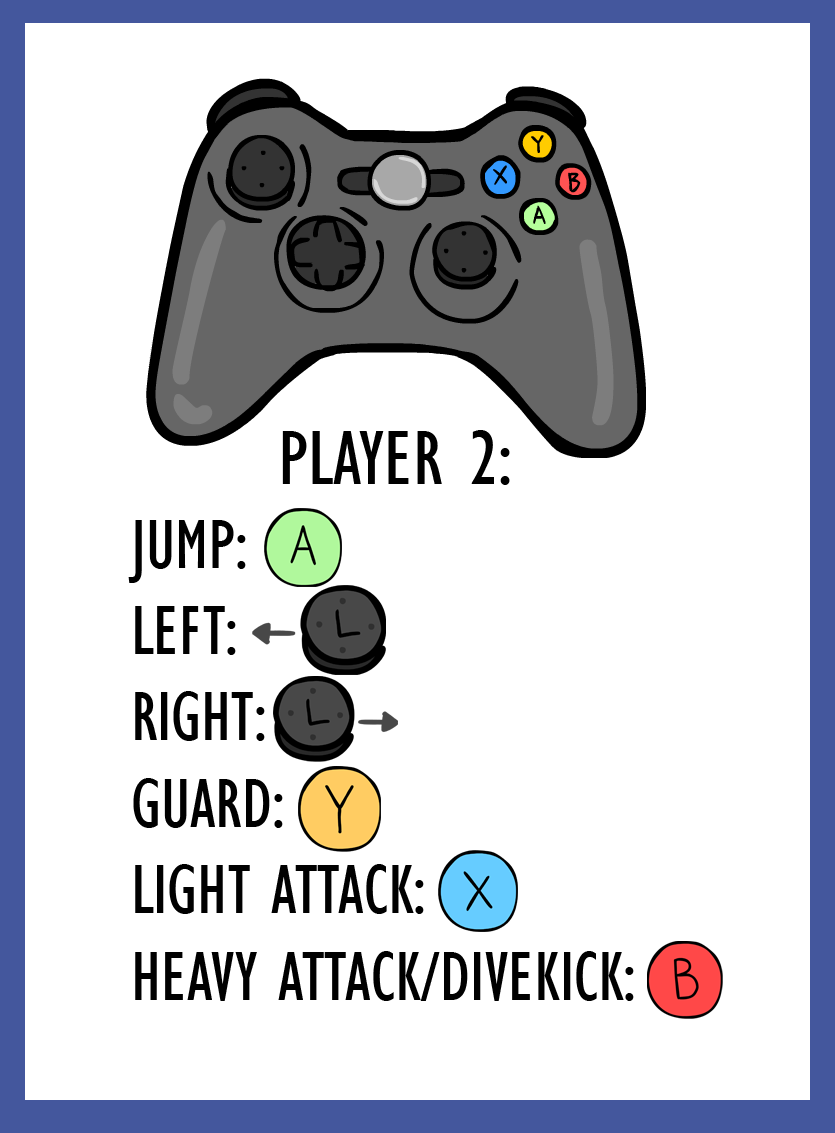 Y
X
B
A
PLAYER 2:
JUMP: A
LEFT: L
RIGHT: L
GUARD: Y
LIGHT ATTACK: X
HEAVY ATTACK/DIVEKICK: B